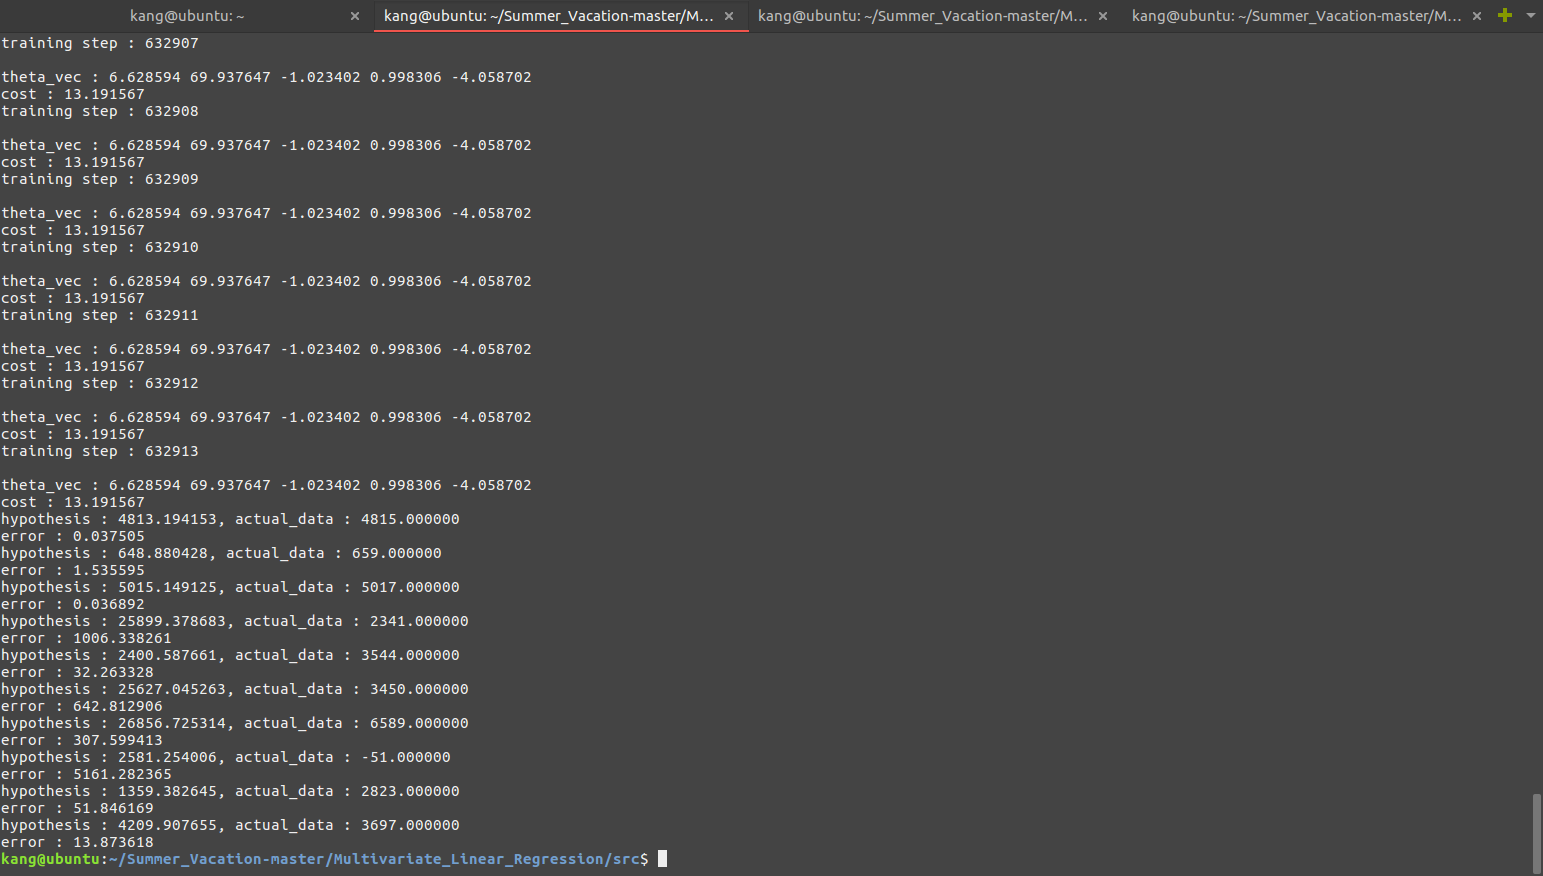 kang@ubuntu: ~
kang@ubuntu: ~/Summer_Vacation-master/M...
kang@ubuntu: ~/Summer_Vacation-master/M...
kang@ubuntu: ~/Summer_Vacation-master/M...
training step : 632907
theta_vec : 6.628594 69.937647 -1.023402 0.998306 -4.058702
cost : 13.191567
training step : 632908
theta_vec : 6.628594 69.937647 -1.023402 0.998306 -4.058702
cost : 13.191567
training step : 632909
theta_vec : 6.628594 69.937647 -1.023402 0.998306 -4.058702
cost : 13.191567
training step : 632910
theta_vec : 6.628594 69.937647 -1.023402 0.998306 -4.058702
cost : 13.191567
training step : 632911
theta_vec : 6.628594 69.937647 -1.023402 0.998306 -4.058702
cost : 13.191567
training step : 632912
theta_vec : 6.628594 69.937647 -1.023402 0.998306 -4.058702
cost : 13.191567
training step : 632913
theta_vec : 6.628594 69.937647 -1.023402 0.998306 -4.058702
cost : 13.191567
hypothesis : 4813.194153, actual_data : 4815.000000
error : 0.037505
hypothesis : 648.880428, actual_data : 659.000000
error : 1.535595
hypothesis : 5015.149125, actual_data : 5017.000000
error : 0.036892
hypothesis : 25899.378683, actual_data : 2341.000000
error : 1006.338261
hypothesis : 2400.587661, actual_data : 3544.000000
error : 32.263328
hypothesis : 25627.045263, actual_data : 3450.000000
error : 642.812906
hypothesis : 26856.725314, actual_data : 6589.000000
error : 307.599413
hypothesis : 2581.254006, actual_data : -51.000000
error : 5161.282365
hypothesis : 1359.382645, actual_data : 2823.000000
error : 51.846169
hypothesis : 4209.907655, actual_data : 3697.000000
error : 13.873618
kang@ubuntu:~/Summer_Vacation-master/Multivariate_Linear_Regression/src$